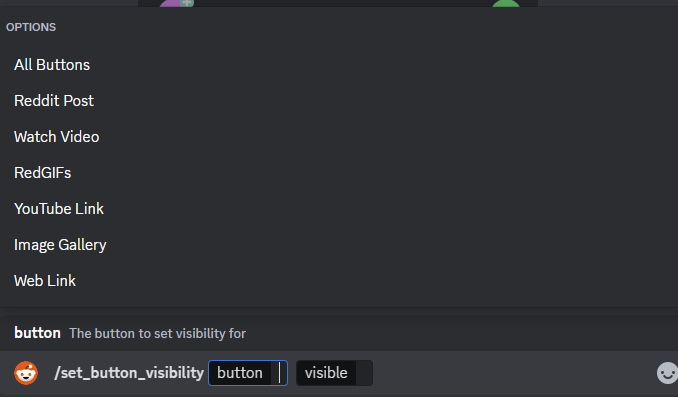 OPTIONS
All Buttons
Reddit Post
Watch Video
RedGIFs
YouTube Link
Image Gallery
Web Link
button The button to set visibility for
/set_button_visibility button visible